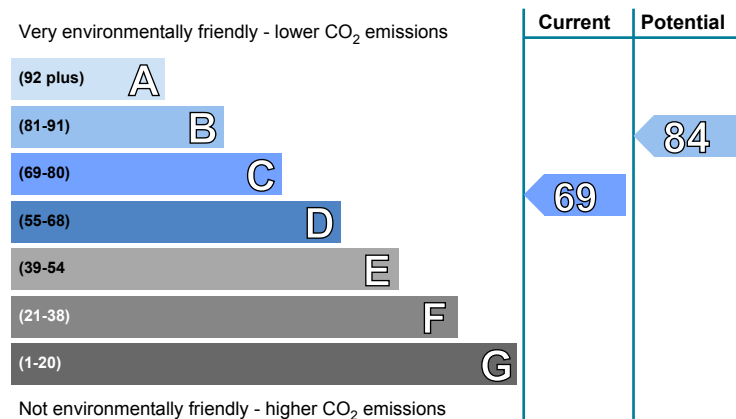 Very environmentally friendly - lower CO₂ emissions
Current
Potential
(92 plus) A
(81-91) B
(69-80) C
(55-68) D
(39-54 E
(21-38) F
(1-20) G
69
84
Not environmentally friendly - higher CO₂ emissions